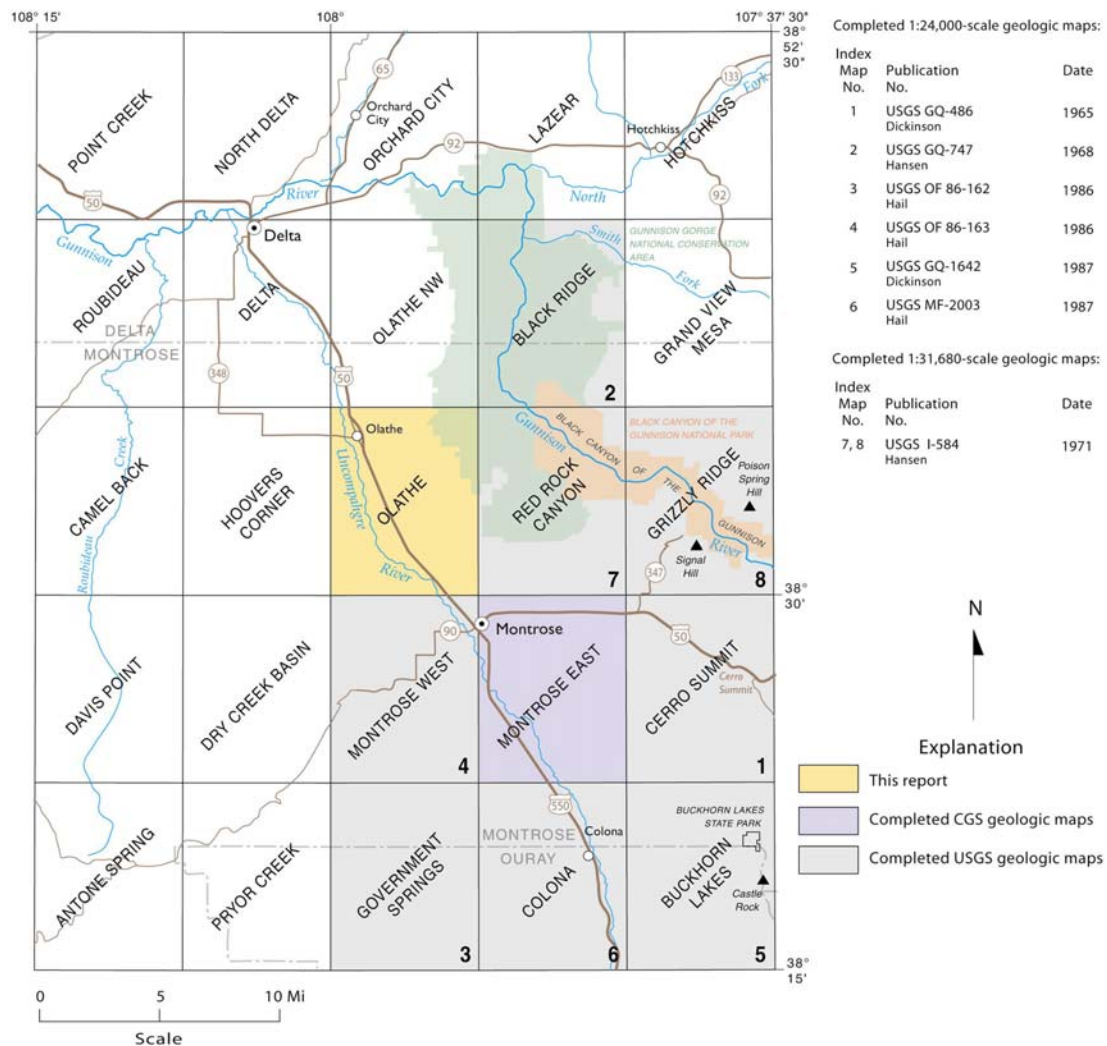 108° 15'
108°
107° 37' 30"
38°
52'
30"
POINT CREEK
NORTH DELTA
65
Orchard
City
ORCHARD CITY
LAZEAR
133
Fork
Hotchkiss
HOTCHKISS
92
92
50
River
North
Delta
Gunnison
ROUBIDEAU
DELTA
OLATHE NW
BLACK RIDGE
Smith
Fork
GUNNISON GORGE
NATIONAL CONSERVATION
AREA
GRAND VIEW
MESA
DELTA
MONTROSE
348
50
2
Olathe
CAMEL BACK
Creek
Roubideau
HOOVERS
CORNER
Uncompahgre
River
OLATHE
Gunnison
BLACK CANYON OF
THE
GUNNISON
River
BLACK CANYON OF THE
GUNNISON NATIONAL PARK
RED ROCK
CANYON
GRIZZLY RIDGE
Poison
Spring
Hill
Signal
Hill
347
7
8
38°
30'
90
Montrose
50
DAVIS POINT
DRY CREEK BASIN
MONTROSE WEST
MONTROSE EAST
CERRO SUMMIT
Cerro
Summit
4
1
550
MONTROSE
OURAY
Colona
BUCKHORN LAKES
STATE PARK
ANTONE SPRING
PRYOR CREEK
GOVERNMENT
SPRINGS
COLONA
BUCKHORN
LAKES
Castle
Rock
3
6
5
38°
15'
0
5
10 Mi
Scale
Completed 1:24,000-scale geologic maps:
Index
Map
No.
Publication
No.
Date
1 USGS GQ-486 1965
Dickinson
2 USGS GQ-747 1968
Hansen
3 USGS OF 86-162 1986
Hail
4 USGS OF 86-163 1986
Hail
5 USGS GQ-1642 1987
Dickinson
6 USGS MF-2003 1987
Hail
Completed 1:31,680-scale geologic maps:
Index
Map
No.
Publication
No.
Date
7, 8 USGS I-584 1971
Hansen
N
Explanation
This report
Completed CGS geologic maps
Completed USGS geologic maps